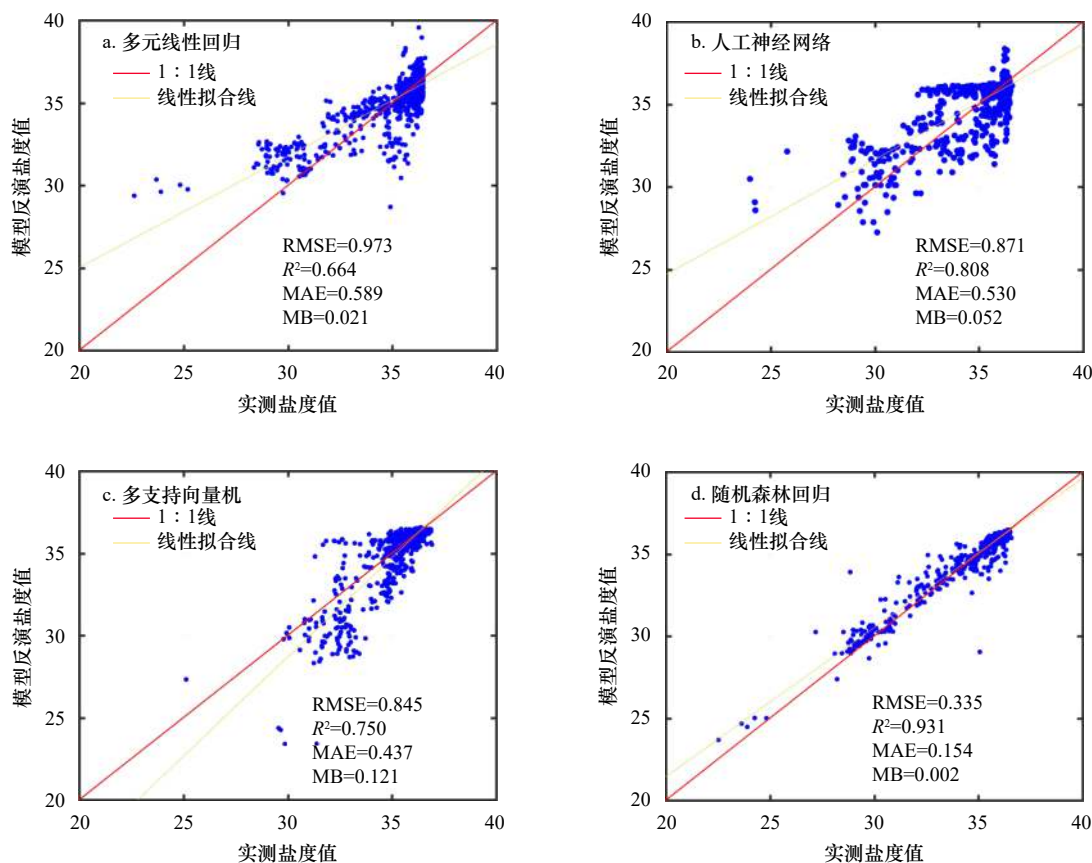 a. 多元线性回归
1∶1线
线性拟合线
RMSE=0.973
R²=0.664
MAE=0.589
MB=0.021
40
35
30
25
20
20
25
30
35
40
模型反演盐度值
实测盐度值
b. 人工神经网络
1∶1线
线性拟合线
RMSE=0.871
R²=0.808
MAE=0.530
MB=0.052
40
35
30
25
20
20
25
30
35
40
模型反演盐度值
实测盐度值
c. 多支持向量机
1∶1线
线性拟合线
RMSE=0.845
R²=0.750
MAE=0.437
MB=0.121
40
35
30
25
20
20
25
30
35
40
模型反演盐度值
实测盐度值
d. 随机森林回归
1∶1线
线性拟合线
RMSE=0.335
R²=0.931
MAE=0.154
MB=0.002
40
35
30
25
20
20
25
30
35
40
模型反演盐度值
实测盐度值